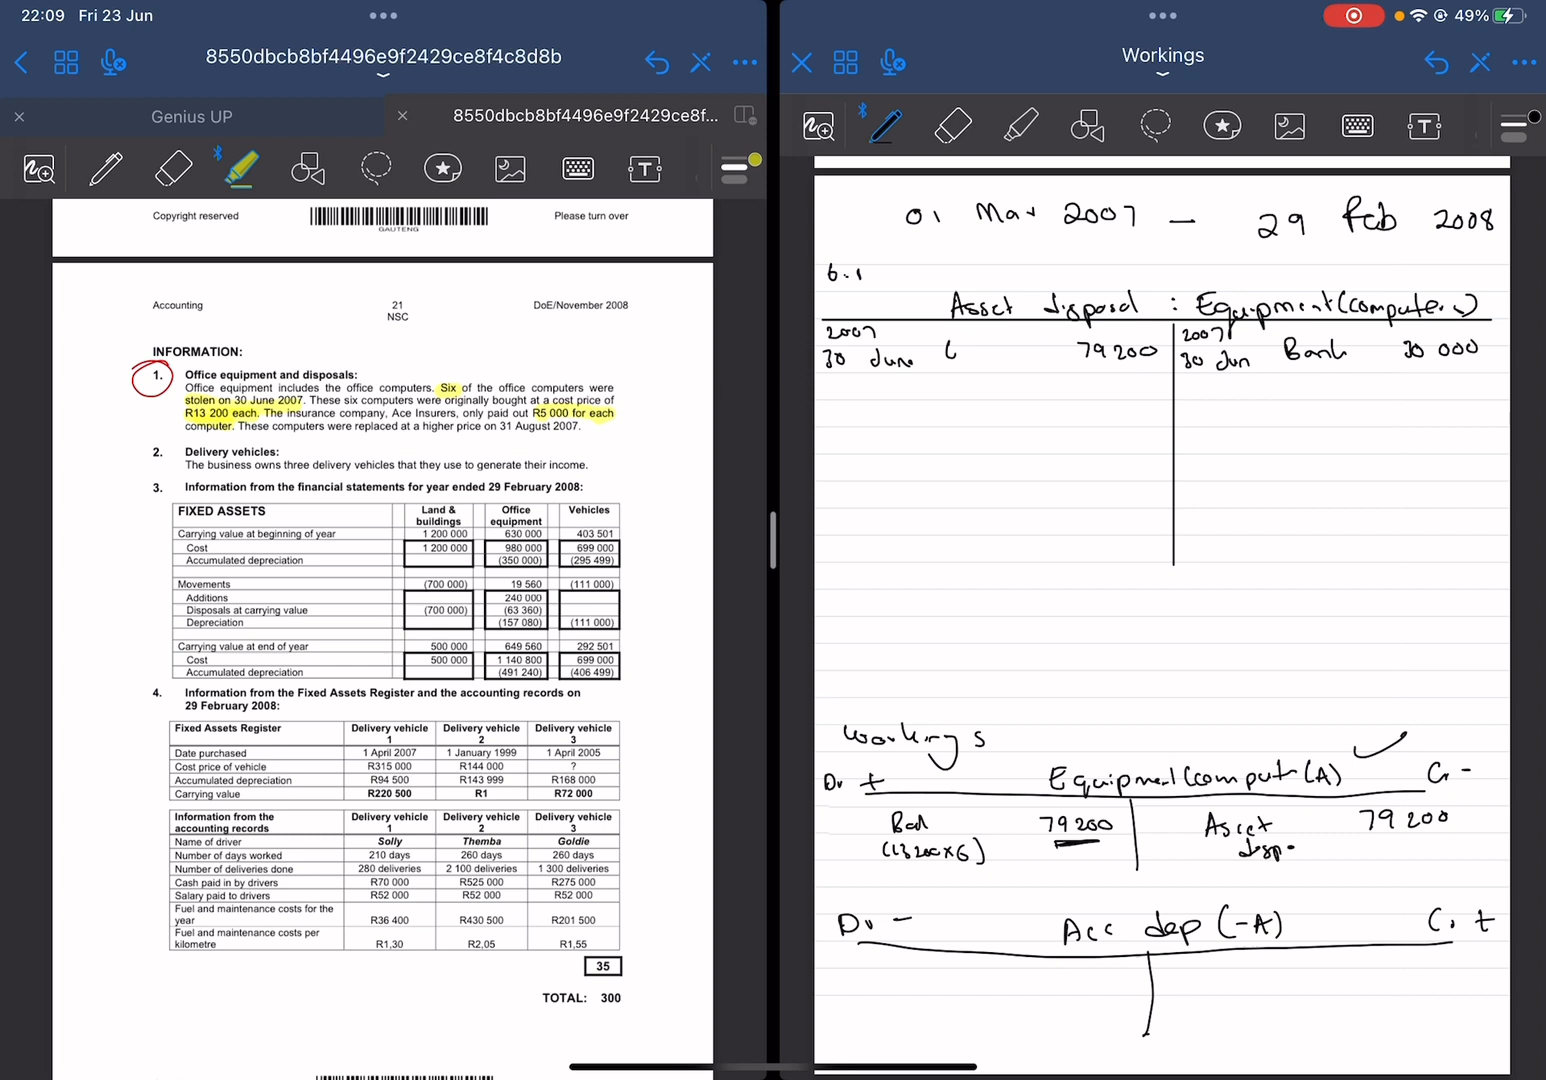 22:09 Fri 23 Jun
8550dbcb8bf4496e9f2429ce8f4c8d8b
Genius UP
8550dbcb8bf4496e9f2429ce8f...
Copyright reserved
GAUTENG
Please turn over
Accounting 21 DoE/November 2008
NSC
INFORMATION:
1. Office equipment and disposals:
Office equipment includes the office computers. Six of the office computers were
stolen on 30 June 2007. These six computers were originally bought at a cost price of
R13 200 each. The insurance company, Ace Insurers, only paid out R5 000 for each
computer. These computers were replaced at a higher price on 31 August 2007.
2. Delivery vehicles:
The business owns three delivery vehicles that they use to generate their income.
3. Information from the financial statements for year ended 29 February 2008:
FIXED ASSETS Land & buildings Office equipment Vehicles
Carrying value at beginning of year 1 200 000 630 000 403 501
Cost 1 200 000 980 000 699 000
Accumulated depreciation (350 000) (295 499)
Movements (700 000) 19 560 (111 000)
Additions 240 000
Disposals at carrying value (700 000) (63 360)
Depreciation (157 080) (111 000)
Carrying value at end of year 500 000 649 560 292 501
Cost 500 000 1 140 800 699 000
Accumulated depreciation (491 240) (406 499)
4. Information from the Fixed Assets Register and the accounting records on
29 February 2008:
Fixed Assets Register Delivery vehicle 1 Delivery vehicle 2 Delivery vehicle 3
Date purchased 1 April 2007 1 January 1999 1 April 2005
Cost price of vehicle R315 000 R144 000 ?
Accumulated depreciation R94 500 R143 999 R168 000
Carrying value R220 500 R1 R72 000
Information from the accounting records Delivery vehicle 1 Delivery vehicle 2 Delivery vehicle 3
Name of driver Solly Themba Goldie
Number of days worked 210 days 260 days 260 days
Number of deliveries done 280 deliveries 2 100 deliveries 1 300 deliveries
Cash paid in by drivers R70 000 R525 000 R275 000
Salary paid to drivers R52 000 R52 000 R52 000
Fuel and maintenance costs for the year R36 400 R430 500 R201 500
Fuel and maintenance costs per kilometre R1,30 R2,05 R1,55
35
TOTAL: 300
49%
Workings
01 Mar 2007 — 29 Feb 2008
6.1
Asset disposal : Equipment (computers)
2007 2007
30 June 79 200 30 Jun Bank 30 000
Workings
Dr + Equipment (comput (A) Cr -
79 200 Asset 79 200
(13 200 x 6) disp.
Dr - Acc dep (-A) Cr +